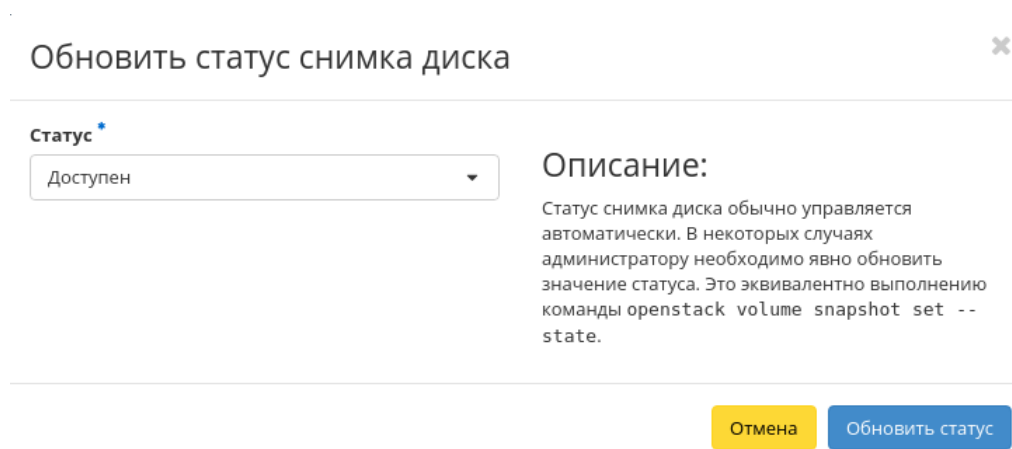 Обновить статус снимка диска
Статус *
Доступен
Описание:
Статус снимка диска обычно управляется
автоматически. В некоторых случаях
администратору необходимо явно обновить
значение статуса. Это эквивалентно выполнению
команды openstack volume snapshot set --
state.
Отмена
Обновить статус